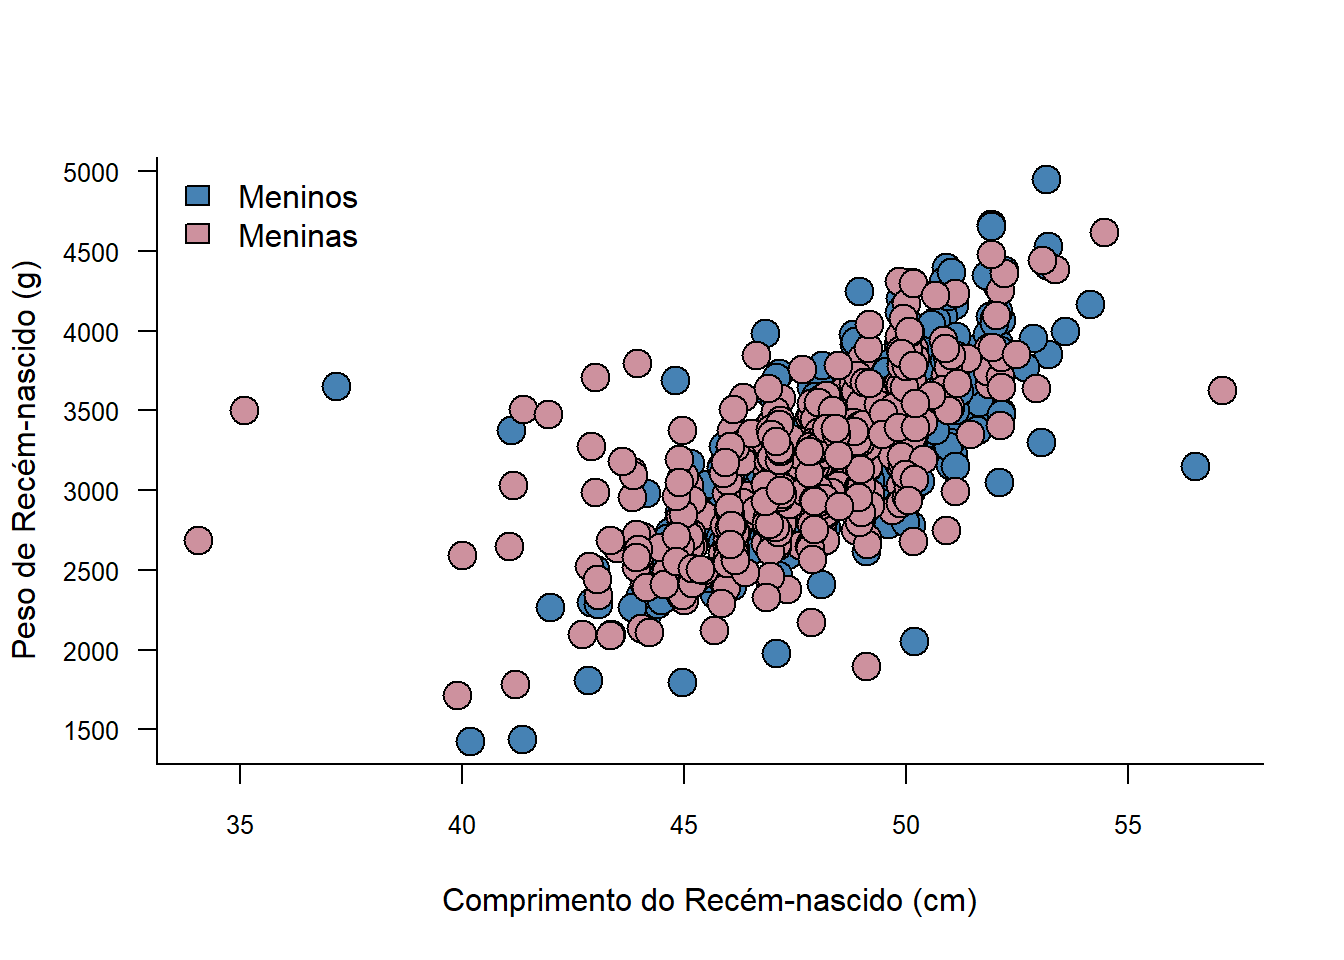 Meninos
Meninas
Peso de Recém-nascido (g)
5000
4500
4000
3500
3000
2500
2000
1500
35 40 45 50 55
Comprimento do Recém-nascido (cm)